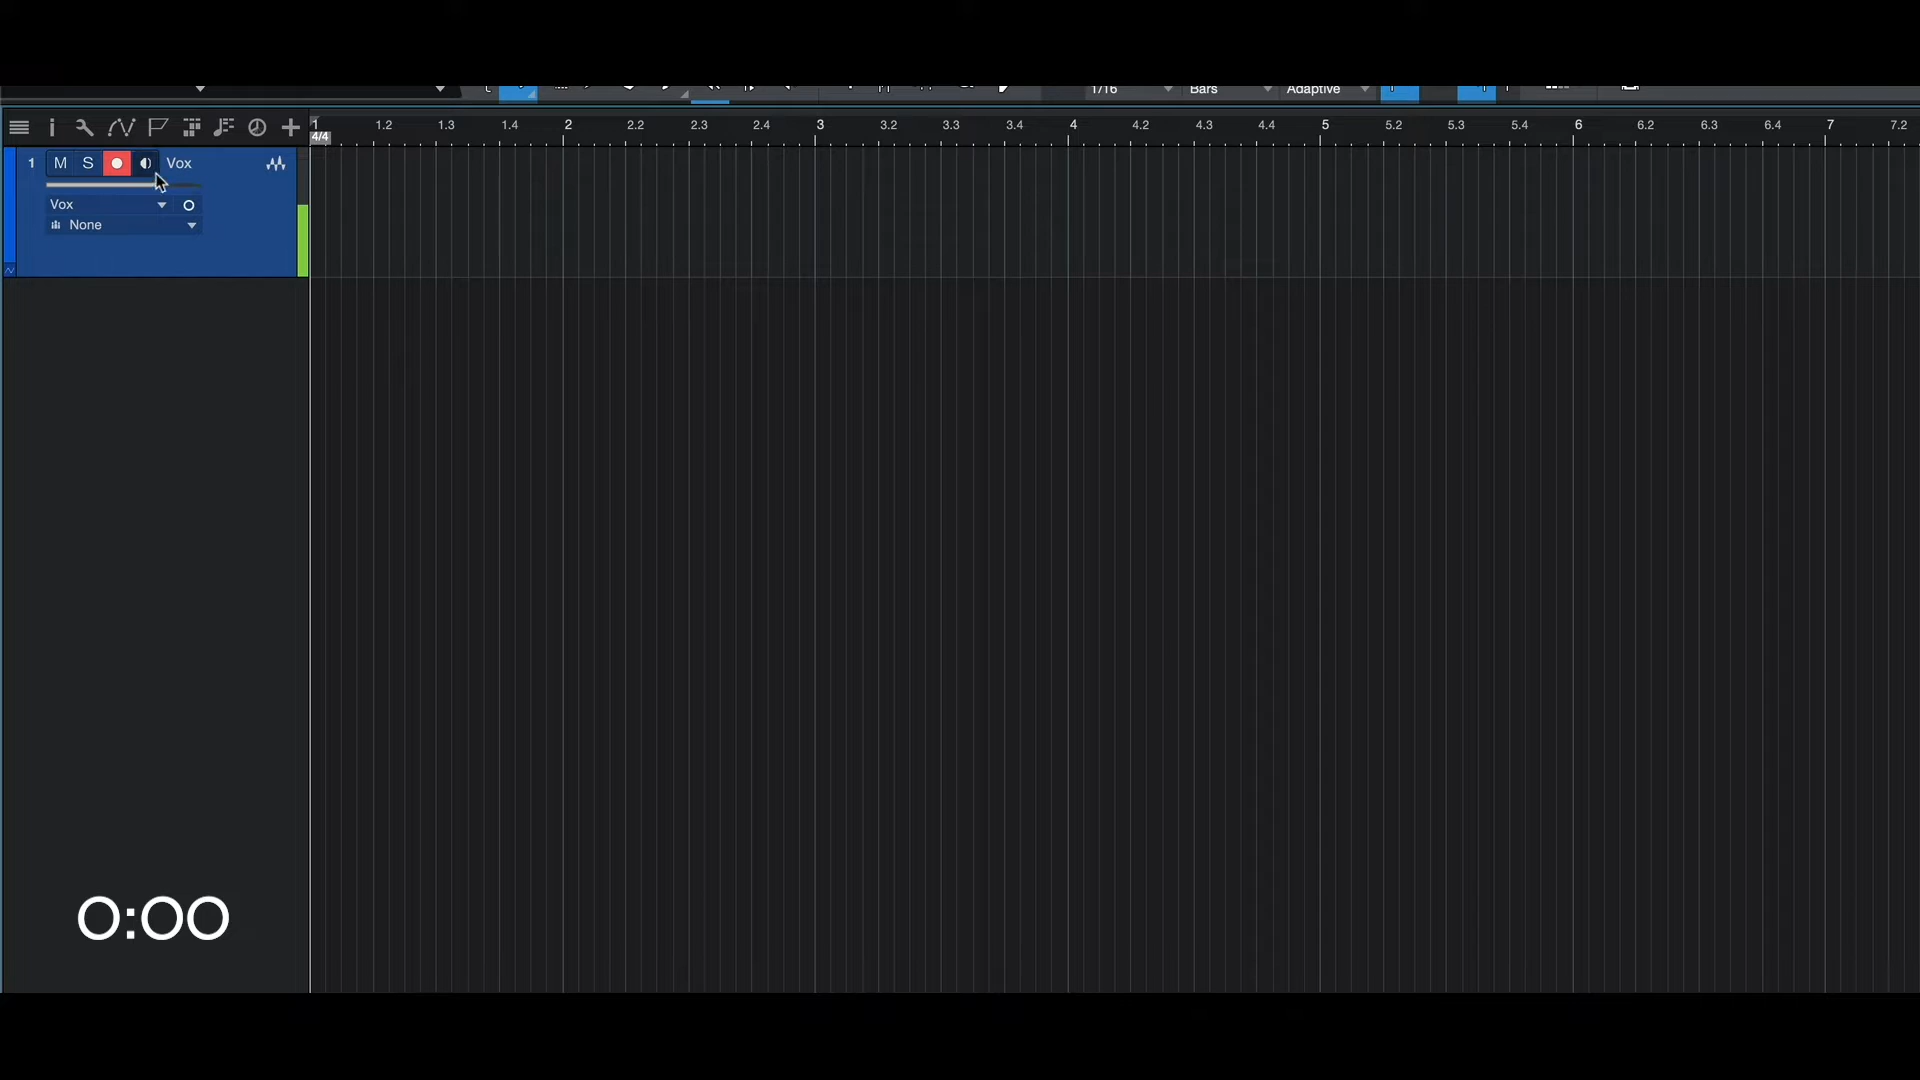 1/16 Bars Adaptive
1 1.2 1.3 1.4 2 2.2 2.3 2.4 3 3.2 3.3 3.4 4 4.2 4.3 4.4 5 5.2 5.3 5.4 6 6.2 6.3 6.4 7 7.2
4/4
1 M S Vox
Vox
None
0:00